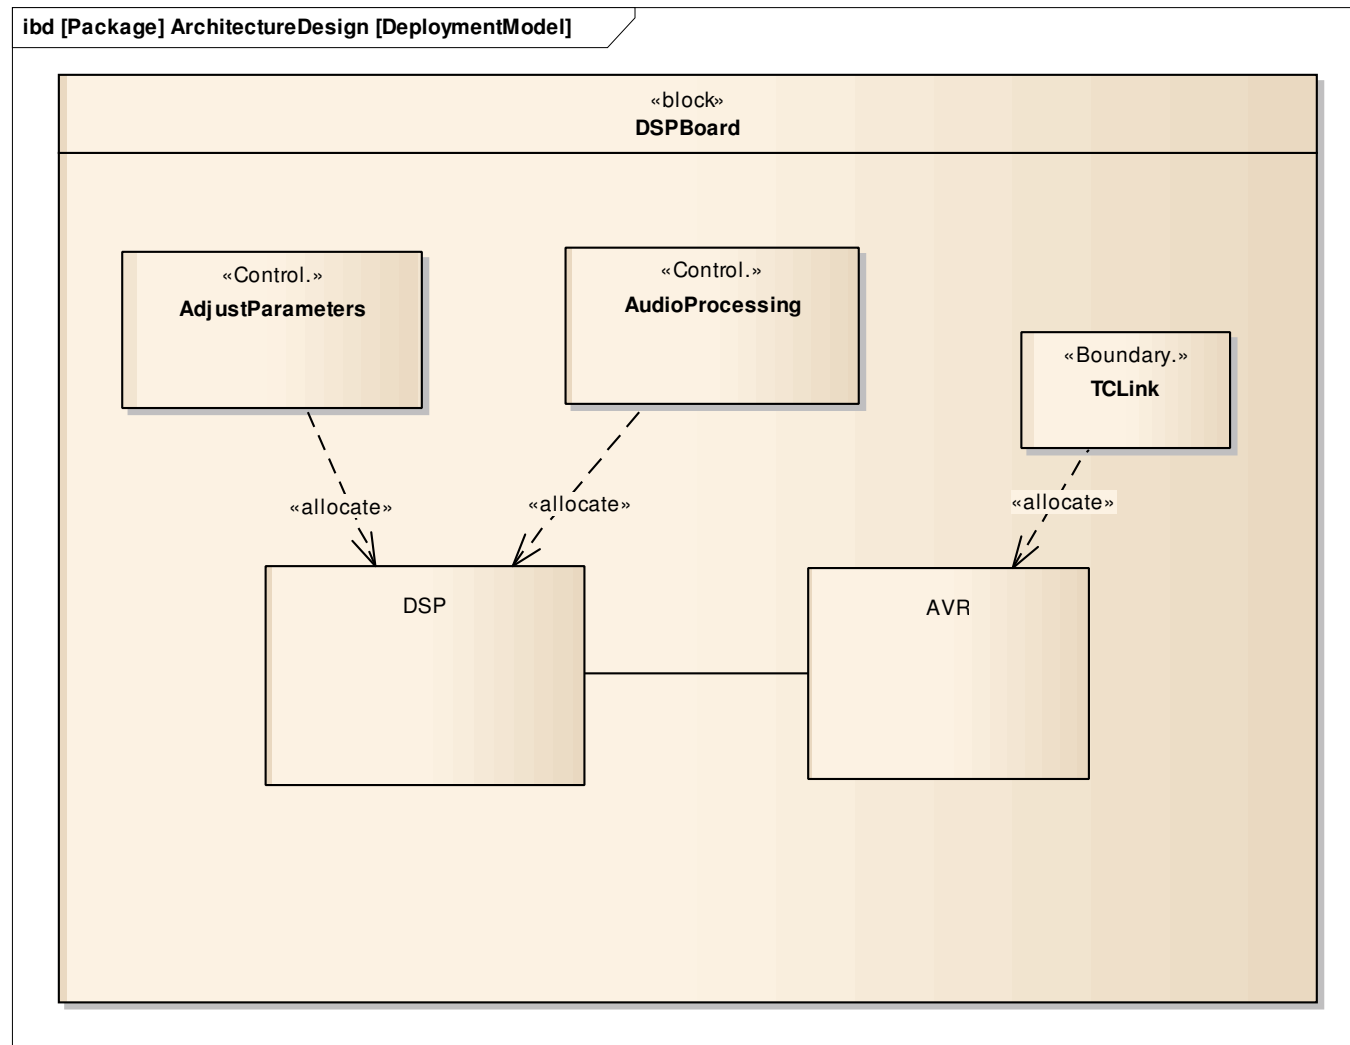 ibd [Package] ArchitectureDesign [DeploymentModel]
«block»
DSPBoard
«Control.»
AdjustParameters
«Control.»
AudioProcessing
«Boundary.»
TCLink
«allocate»
«allocate»
«allocate»
DSP
AVR